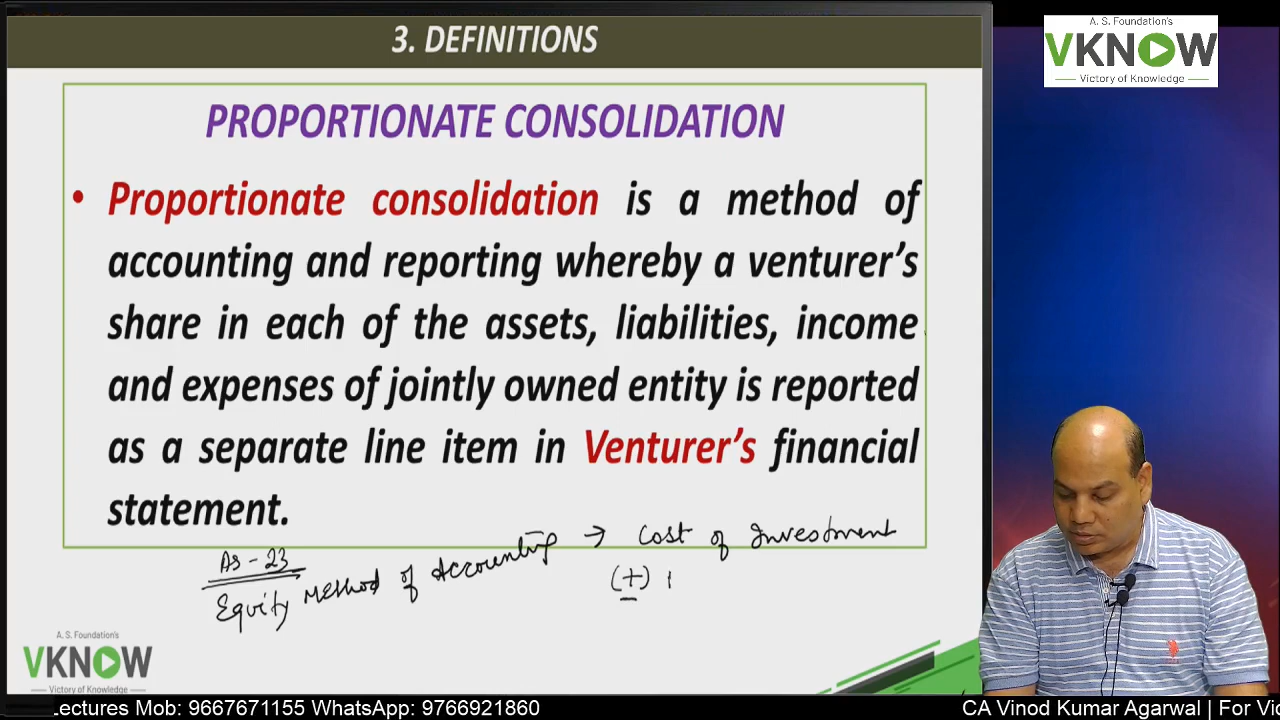 3. DEFINITIONS
A. S. Foundation's
VKNOW
Victory of Knowledge
PROPORTIONATE CONSOLIDATION
• Proportionate consolidation is a method of
accounting and reporting whereby a venturer's
share in each of the assets, liabilities, income
and expenses of jointly owned entity is reported
as a separate line item in Venturer's financial
statement.
AS - 23
Equity Method of Accounting → Cost of Investment
(+)
A. S. Foundation's
VKNOW
Victory of Knowledge
Lectures Mob: 9667671155 WhatsApp: 9766921860
CA Vinod Kumar Agarwal | For